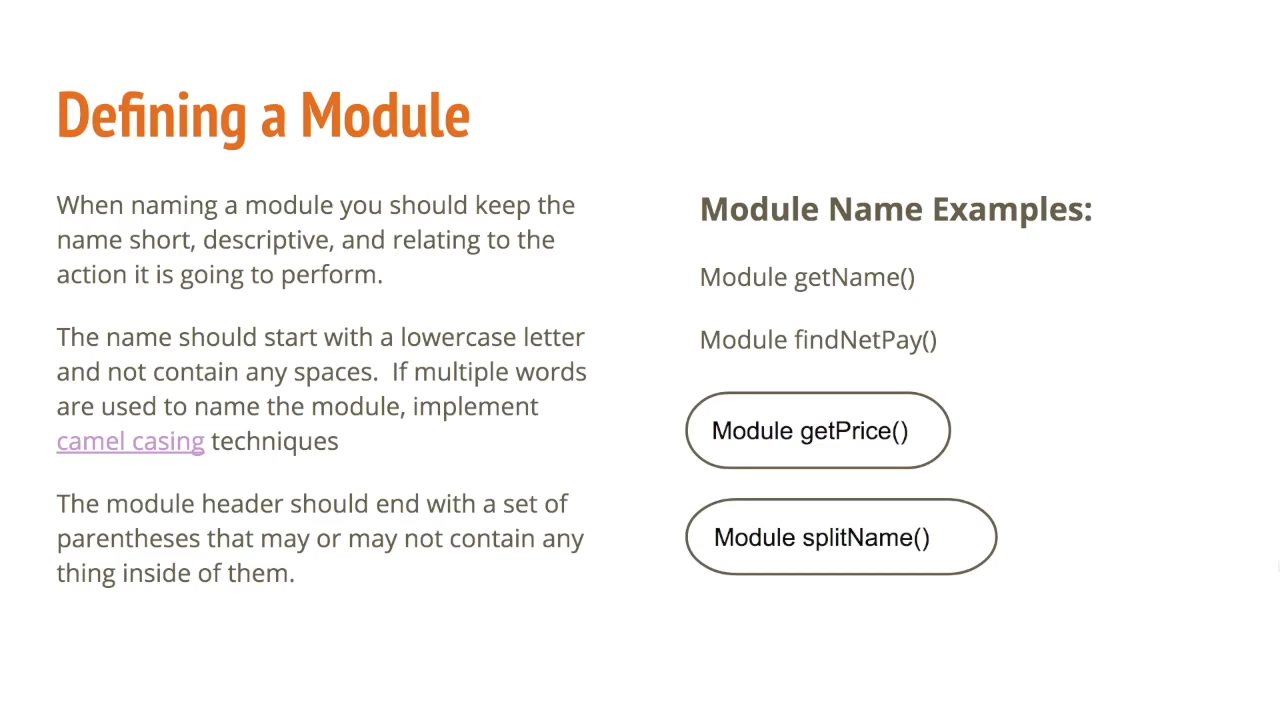 Defining a Module
When naming a module you should keep the
name short, descriptive, and relating to the
action it is going to perform.
The name should start with a lowercase letter
and not contain any spaces.  If multiple words
are used to name the module, implement
camel casing techniques
The module header should end with a set of
parentheses that may or may not contain any
thing inside of them.
Module Name Examples:
Module getName()
Module findNetPay()
Module getPrice()
Module splitName()